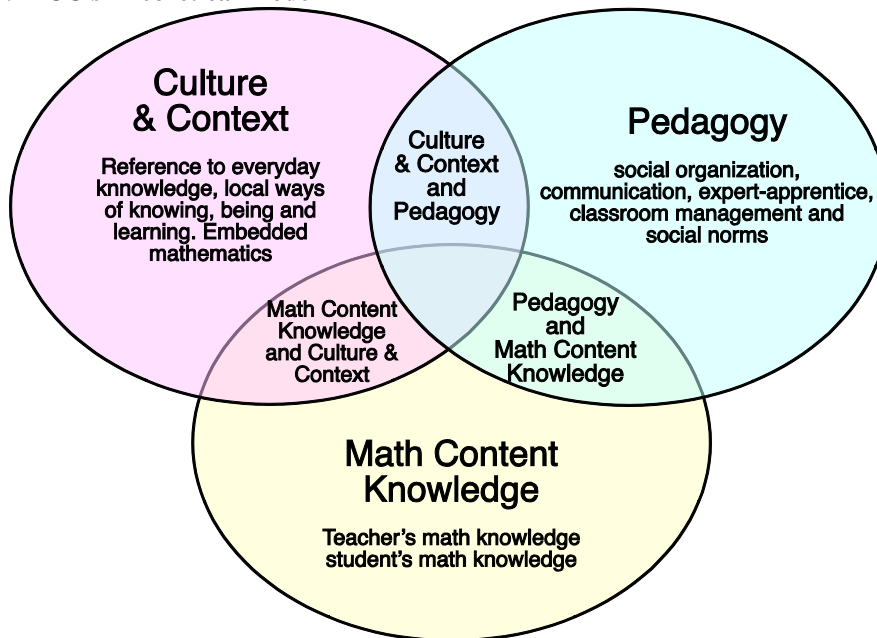 Culture
& Context
Reference to everyday
knnowledge, local ways
of knowing, being and
learning. Embedded
mathematics
Culture
& Context
and
Pedagogy
Pedagogy
social organization,
communication, expert-apprentice,
classroom management and
social norms
Math Content
Knowledge
and Culture &
Context
Pedagogy
and
Math Content
Knowledge
Math Content
Knowledge
Teacher's math knowledge
student's math knowledge